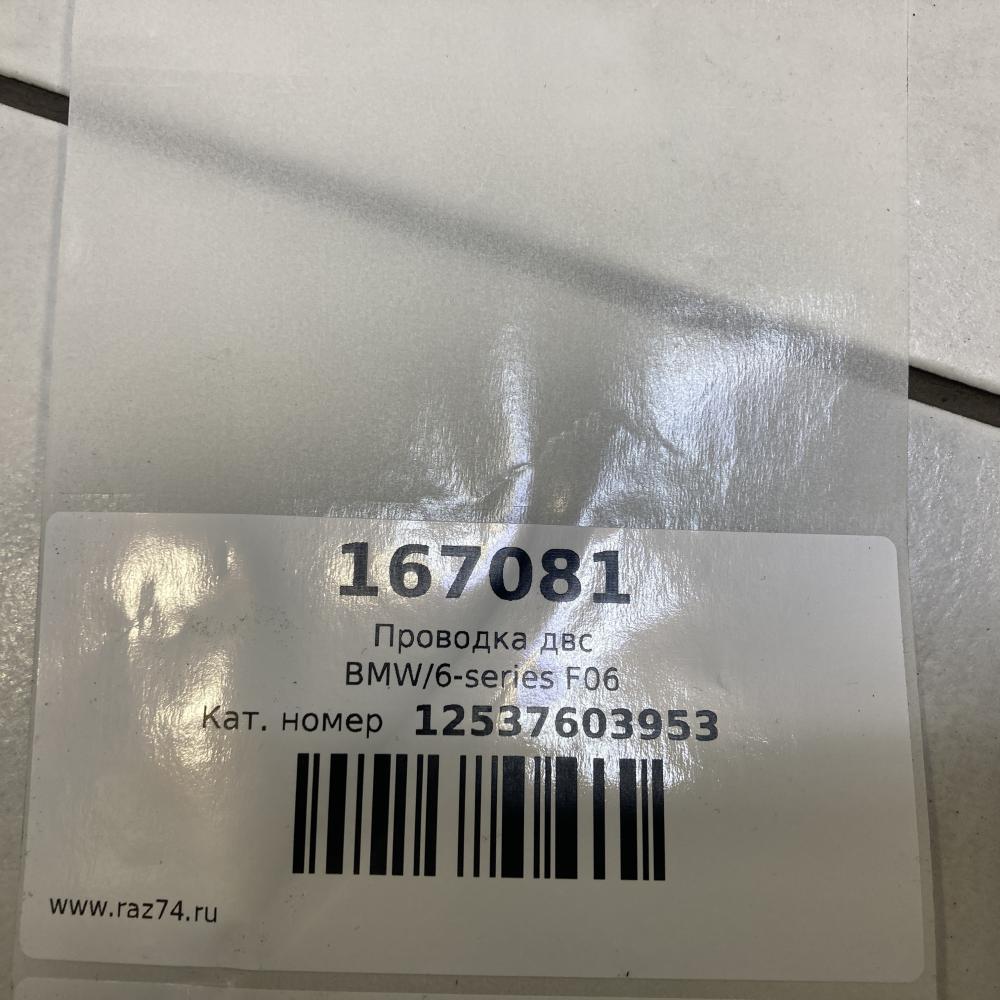 167081
Проводка двс
BMW/6-series F06
Кат. номер 12537603953
www.raz74.ru